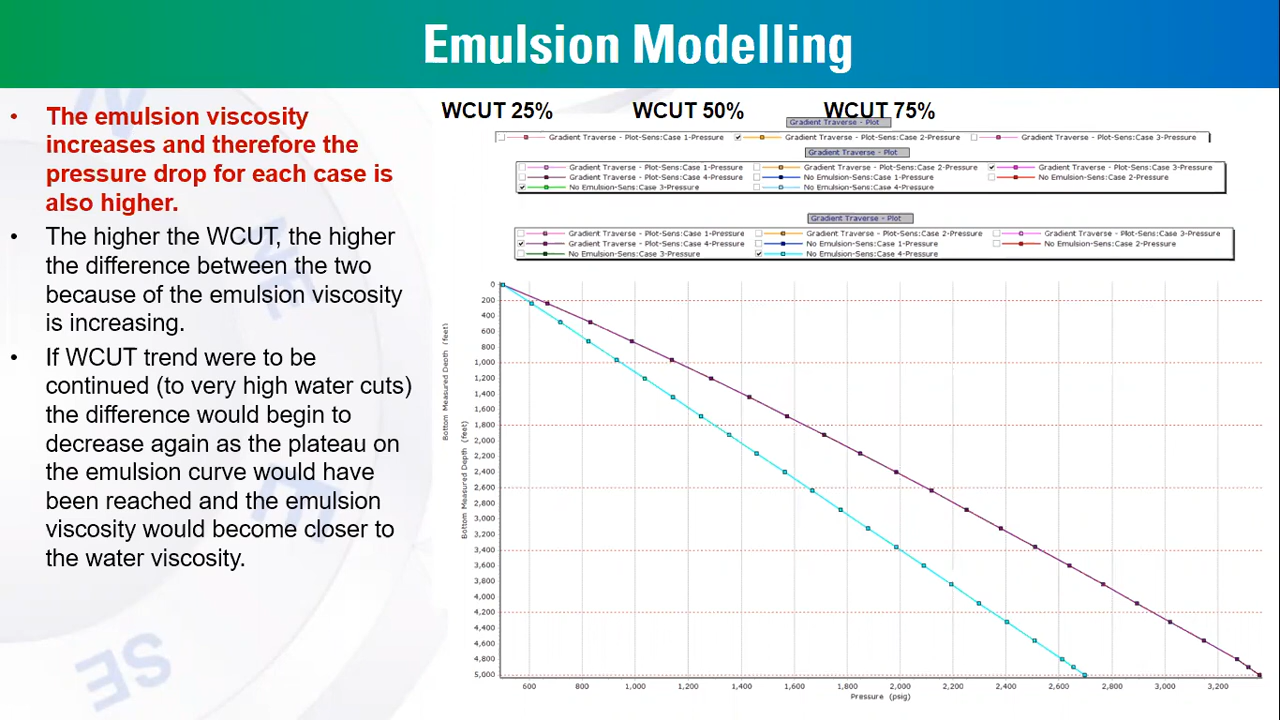 Emulsion Modelling
• The emulsion viscosity
increases and therefore the
pressure drop for each case is
also higher.
• The higher the WCUT, the higher
the difference between the two
because of the emulsion viscosity
is increasing.
• If WCUT trend were to be
continued (to very high water cuts)
the difference would begin to
decrease again as the plateau on
the emulsion curve would have
been reached and the emulsion
viscosity would become closer to
the water viscosity.
WCUT 25% WCUT 50% WCUT 75%
Gradient Traverse - Plot
Gradient Traverse - Plot-Sens:Case 1-Pressure Gradient Traverse - Plot-Sens:Case 2-Pressure Gradient Traverse - Plot-Sens:Case 3-Pressure
Gradient Traverse - Plot
Gradient Traverse - Plot-Sens:Case 1-Pressure Gradient Traverse - Plot-Sens:Case 2-Pressure Gradient Traverse - Plot-Sens:Case 3-Pressure
Gradient Traverse - Plot-Sens:Case 4-Pressure No Emulsion-Sens:Case 1-Pressure No Emulsion-Sens:Case 2-Pressure
No Emulsion-Sens:Case 3-Pressure No Emulsion-Sens:Case 4-Pressure
Gradient Traverse - Plot
Gradient Traverse - Plot-Sens:Case 1-Pressure Gradient Traverse - Plot-Sens:Case 2-Pressure Gradient Traverse - Plot-Sens:Case 3-Pressure
Gradient Traverse - Plot-Sens:Case 4-Pressure No Emulsion-Sens:Case 1-Pressure No Emulsion-Sens:Case 2-Pressure
No Emulsion-Sens:Case 3-Pressure No Emulsion-Sens:Case 4-Pressure
Bottom Measured Depth (feet)
Bottom Measured Depth (feet)
0
200
400
600
800
1,000
1,200
1,400
1,600
1,800
2,000
2,200
2,400
2,600
2,800
3,000
3,200
3,400
3,600
3,800
4,000
4,200
4,400
4,600
4,800
5,000
600 800 1,000 1,200 1,400 1,600 1,800 2,000 2,200 2,400 2,600 2,800 3,000 3,200
Pressure (psig)
SE